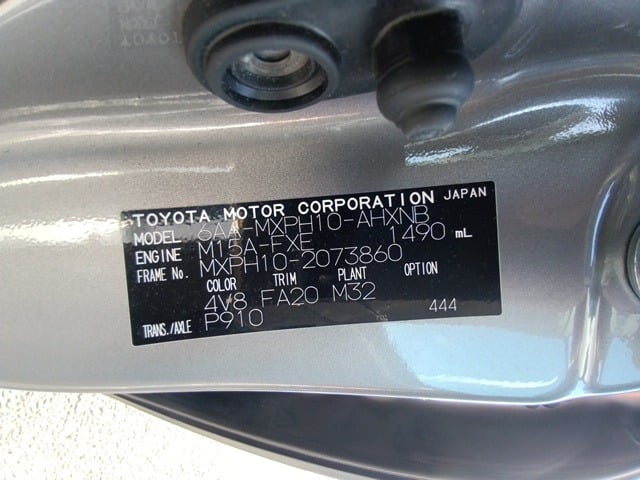 TOYOTA
TOYOTA MOTOR CORPORATION JAPAN
MODEL 6AA-MXPH10-AHXNB
ENGINE M15A-FXE 1490 mL
FRAME No. MXPH10-2073860
COLOR TRIM PLANT OPTION
4V8 FA20 M32
TRANS./AXLE P910 444